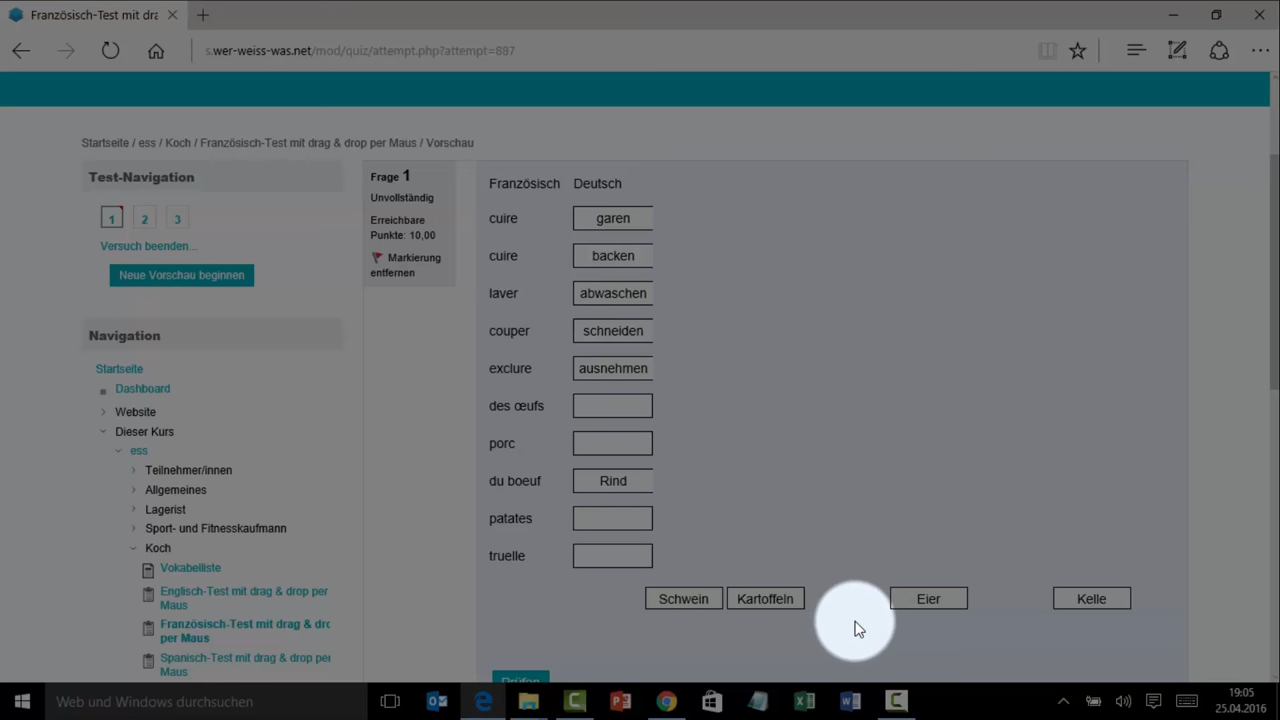 Französisch-Test mit dra
s.wer-weiss-was.net/mod/quiz/attempt.php?attempt=887
Startseite / ess / Koch / Französisch-Test mit drag & drop per Maus / Vorschau
Test-Navigation
1 2 3
Versuch beenden...
Neue Vorschau beginnen
Navigation
Startseite
Dashboard
Website
Dieser Kurs
ess
Teilnehmer/innen
Allgemeines
Lagerist
Sport- und Fitnesskaufmann
Koch
Vokabelliste
Englisch-Test mit drag & drop per
Maus
Französisch-Test mit drag & drc
per Maus
Spanisch-Test mit drag & drop per
Maus
Frage 1
Unvollständig
Erreichbare
Punkte: 10,00
Markierung
entfernen
Französisch Deutsch
cuire garen
cuire backen
laver abwaschen
couper schneiden
exclure ausnehmen
des œufs
porc
du boeuf Rind
patates
truelle
Schwein Kartoffeln Eier Kelle
Prüfen
Web und Windows durchsuchen
19:05
25.04.2016